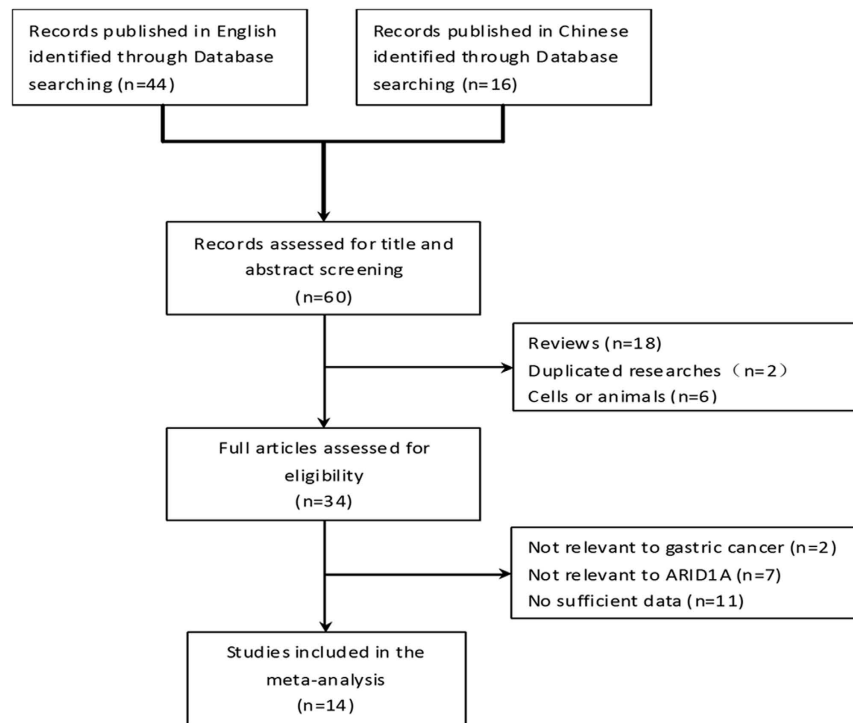 Records published in English
identified through Database
searching (n=44)
Records published in Chinese
identified through Database
searching (n=16)
Records assessed for title and
abstract screening
(n=60)
Reviews (n=18)
Duplicated researches（n=2）
Cells or animals (n=6)
Full articles assessed for
eligibility
(n=34)
Not relevant to gastric cancer (n=2)
Not relevant to ARID1A (n=7)
No sufficient data (n=11)
Studies included in the
meta-analysis
(n=14)